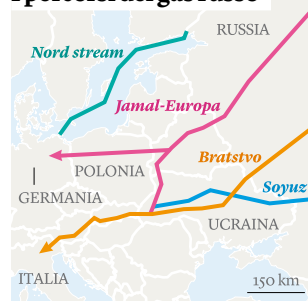 RUSSIA
Nord stream
Jamal-Europa
Bratstvo
POLONIA
Soyuz
GERMANIA
UCRAINA
ITALIA
150 km